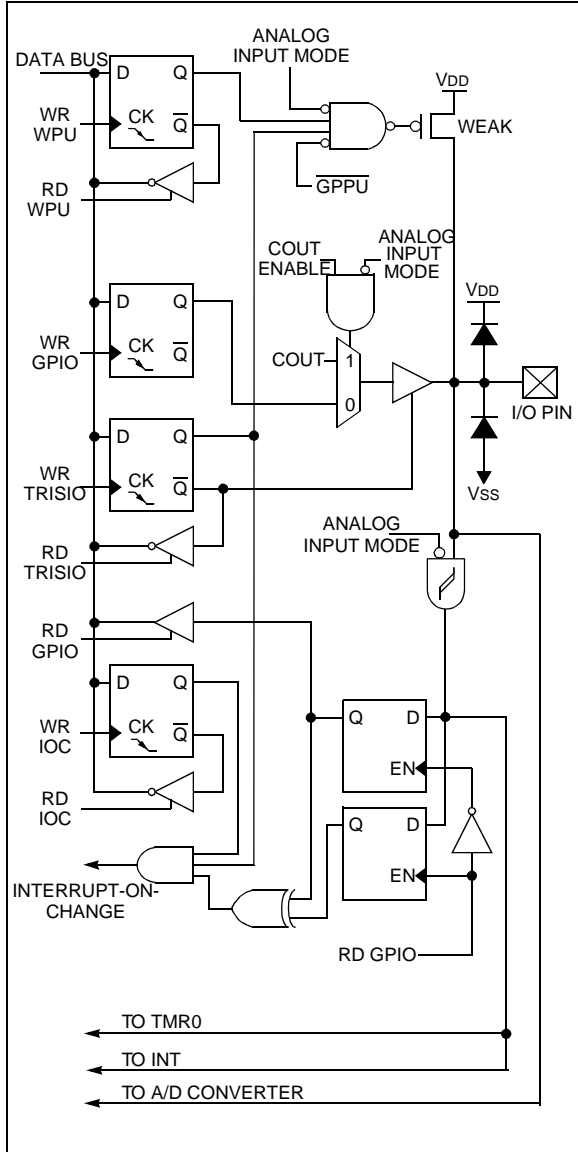 ANALOG
INPUT MODE
DATA BUS
D Q
VDD
WR
WPU
CK
Q
WEAK
RD
WPU
GPPU
COUT
ENABLE
ANALOG
INPUT
MODE
D Q
VDD
WR
GPIO
CK
Q
COUT
1
0
I/O PIN
D Q
WR
TRISIO
CK
Q
VSS
ANALOG
INPUT MODE
RD
TRISIO
RD
GPIO
D Q
Q D
WR
IOC
CK
Q
EN
RD
IOC
Q D
EN
INTERRUPT-ON-
CHANGE
RD GPIO
TO TMR0
TO INT
TO A/D CONVERTER